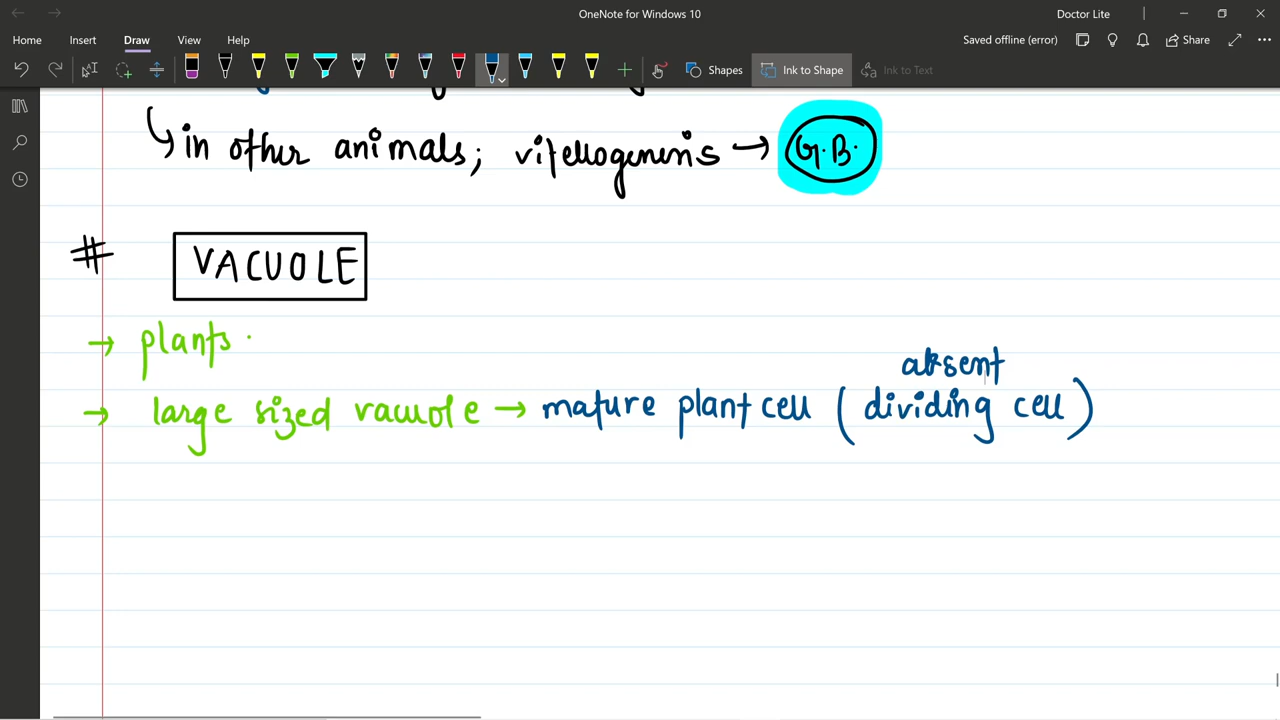 OneNote for Windows 10
Doctor Lite
Home Insert Draw View Help
Saved offline (error)
Share
Shapes
Ink to Shape
Ink to Text
↳ in other animals; vitellogenenis → G.B.
# VACUOLE
→ plants.
absent
→ large sized vacuole → mature plant cell (dividing cell)